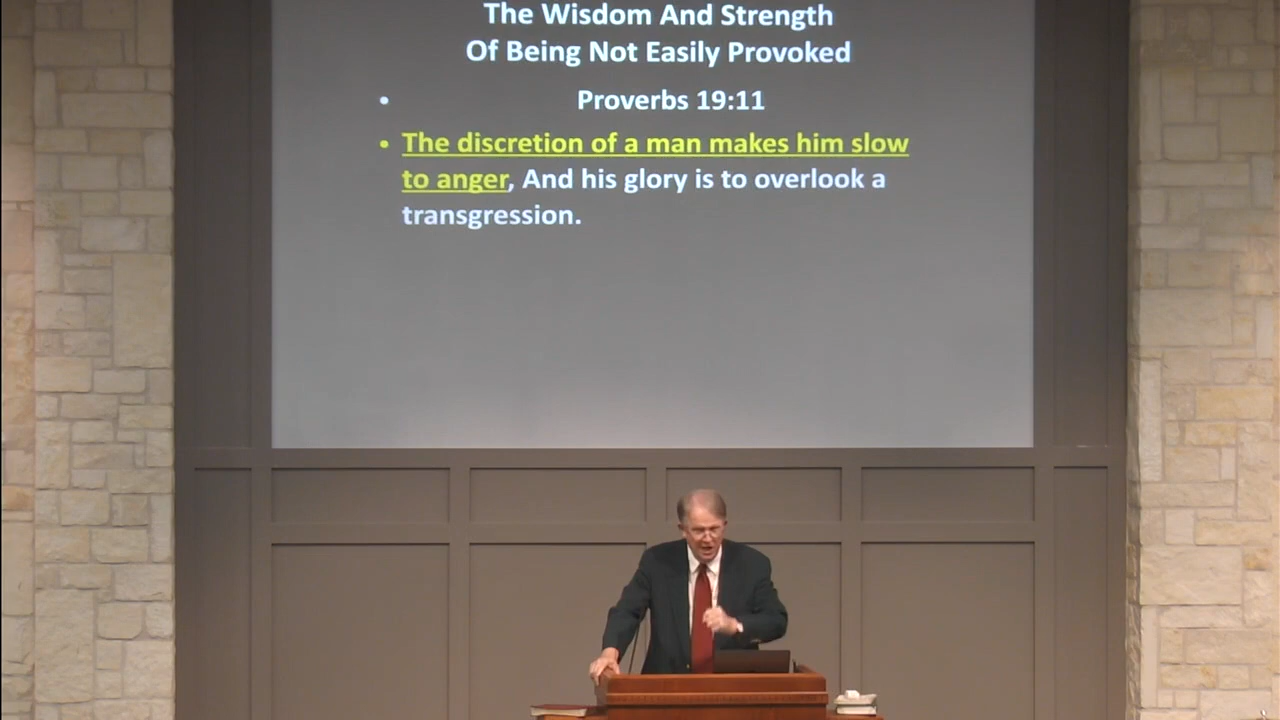 The Wisdom And Strength
Of Being Not Easily Provoked
• Proverbs 19:11
• The discretion of a man makes him slow
to anger, And his glory is to overlook a
transgression.